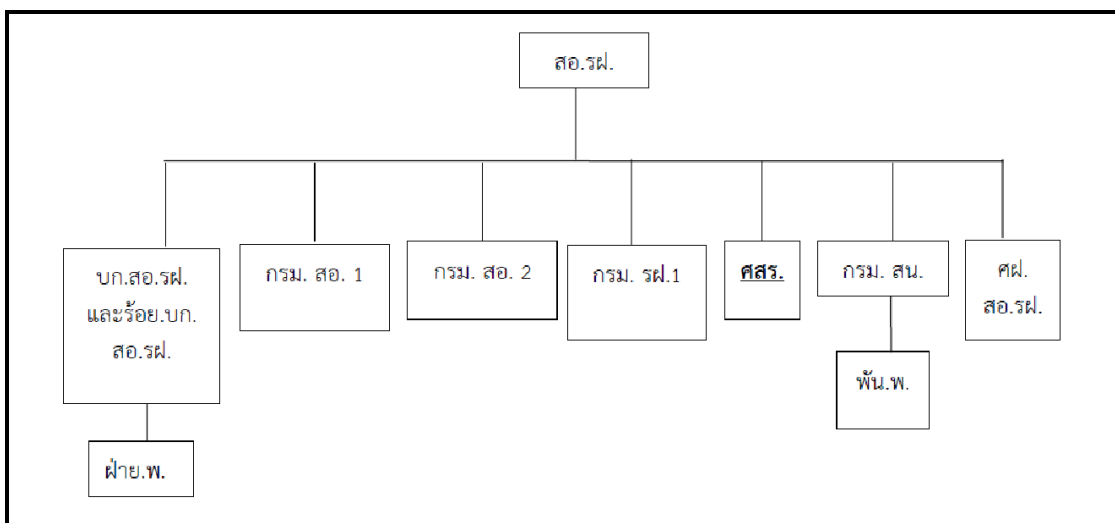 สอ.รฝ.
บก.สอ.รฝ.
และร้อย.บก.
สอ.รฝ.
กรม. สอ. 1
กรม. สอ. 2
กรม. รฝ.1
ศสร.
กรม. สน.
ศฝ.
สอ.รฝ.
พัน.พ.
ฝ่าย.พ.